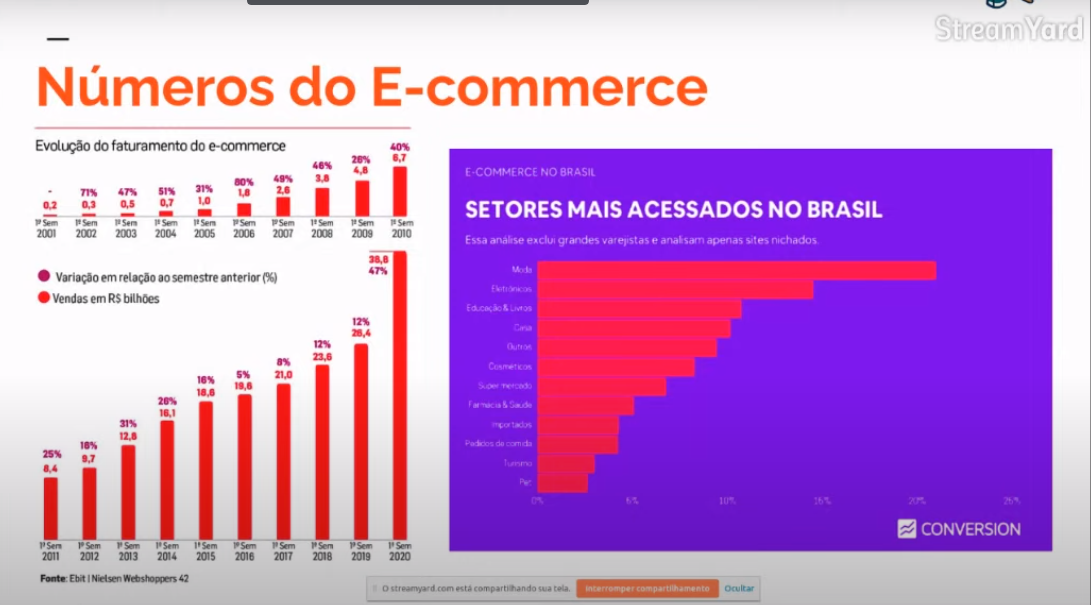 StreamYard
Números do E-commerce
Evolução do faturamento do e-commerce
- 71% 47% 51% 31% 80% 49% 46% 26% 40%
0,2 0,3 0,5 0,7 1,0 1,8 2,6 3,8 4,8 6,7
1º Sem 1º Sem 1º Sem 1º Sem 1º Sem 1º Sem 1º Sem 1º Sem 1º Sem 1º Sem
2001 2002 2003 2004 2005 2006 2007 2008 2009 2010
Variação em relação ao semestre anterior (%)
Vendas em R$ bilhões
25% 16% 31% 26% 16% 5% 8% 12% 12% 47%
8,4 9,7 12,8 16,1 18,6 19,6 21,0 23,6 26,4 38,8
1º Sem 1º Sem 1º Sem 1º Sem 1º Sem 1º Sem 1º Sem 1º Sem 1º Sem 1º Sem
2011 2012 2013 2014 2015 2016 2017 2018 2019 2020
Fonte: Ebit | Nielsen Webshoppers 42
E-COMMERCE NO BRASIL
SETORES MAIS ACESSADOS NO BRASIL
Essa análise exclui grandes varejistas e analisam apenas sites nichados.
Moda
Eletrônicos
Educação & Livros
Casa
Outros
Cosméticos
Supermercado
Farmácia & Saúde
Importados
Pedidos de comida
Turismo
Pet
0% 5% 10% 15% 20% 25%
CONVERSION
O streamyard.com está compartilhando sua tela. Interromper compartilhamento Ocultar